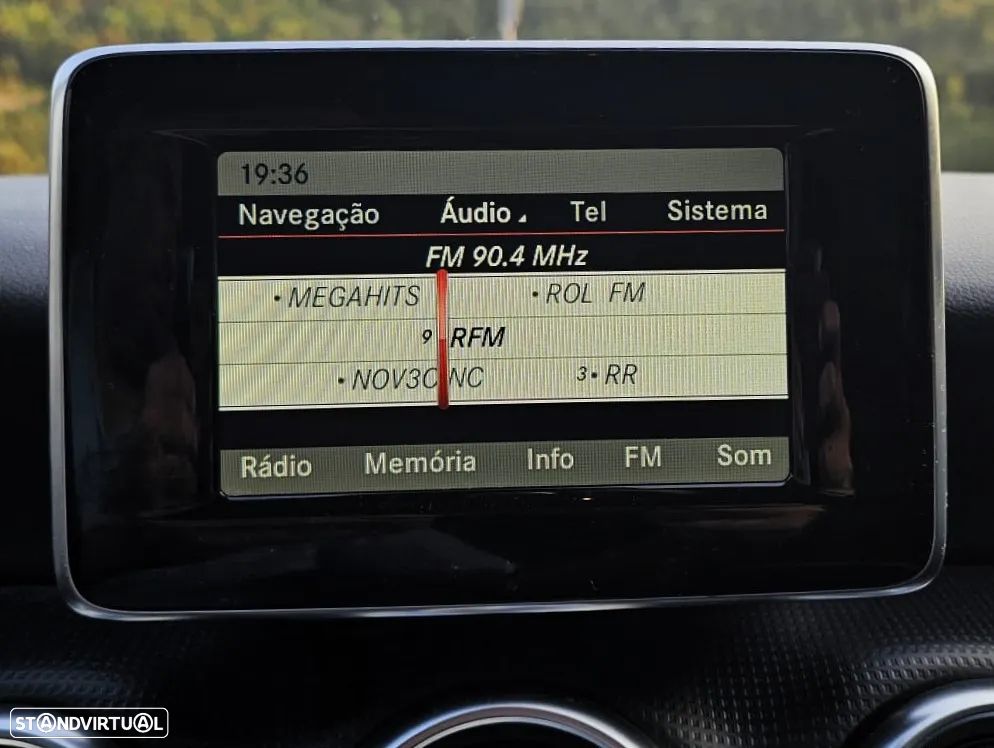 19:36
Navegação Áudio Tel Sistema
FM 90.4 MHz
• MEGAHITS • ROL FM
9 RFM
• NOV3C NC 3• RR
Rádio Memória Info FM Som
STANDVIRTUAL